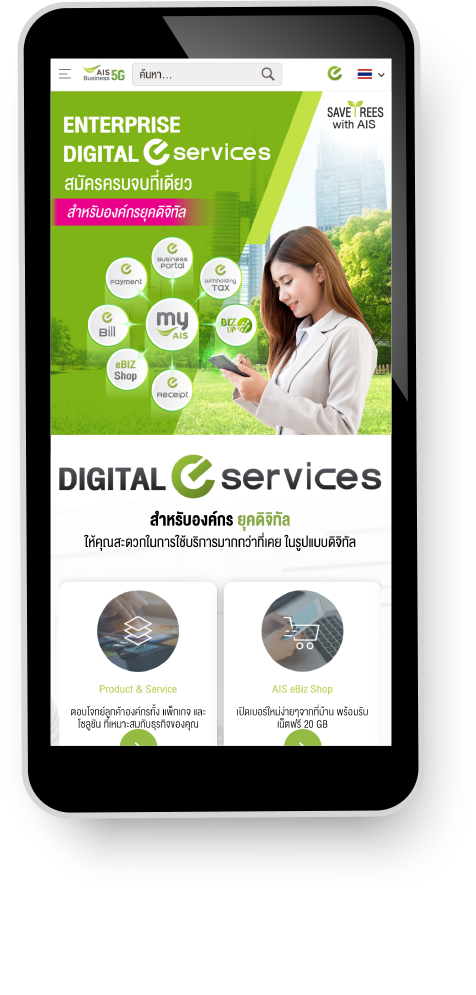 AIS
Business 5G
ค้นหา...
SAVE TREES
with AIS
ENTERPRISE
DIGITAL e services
สมัครครบจบที่เดียว
สำหรับองค์กรยุคดิจิทัล
e
Business
Portal
e
Payment
e
withholding
TAX
e
Bill
my
AIS
BIZ
UP
eBIZ
Shop
e
Receipt
DIGITAL e services
สำหรับองค์กร ยุคดิจิทัล
ให้คุณสะดวกในการใช้บริการมากกว่าที่เคย ในรูปแบบดิจิทัล
Product & Service
ตอบโจทย์ลูกค้าองค์กรทั้ง แพ็กเกจ และ
โซลูชัน ที่เหมาะสมกับธุรกิจของคุณ
AIS eBiz Shop
เปิดเบอร์ใหม่ง่ายๆจากที่บ้าน พร้อมรับ
เน็ตฟรี 20 GB